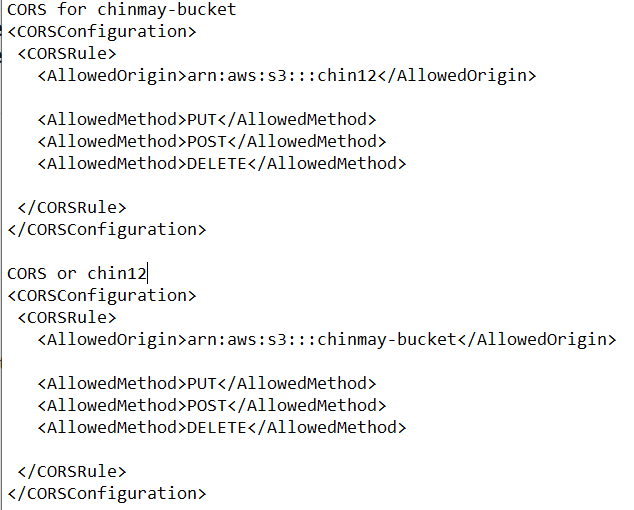 CORS for chinmay-bucket
<CORSConfiguration>
<CORSRule>
<AllowedOrigin>arn:aws:s3:::chin12</AllowedOrigin>
<AllowedMethod>PUT</AllowedMethod>
<AllowedMethod>POST</AllowedMethod>
<AllowedMethod>DELETE</AllowedMethod>
</CORSRule>
</CORSConfiguration>
CORS or chin12
<CORSConfiguration>
<CORSRule>
<AllowedOrigin>arn:aws:s3:::chinmay-bucket</AllowedOrigin>
<AllowedMethod>PUT</AllowedMethod>
<AllowedMethod>POST</AllowedMethod>
<AllowedMethod>DELETE</AllowedMethod>
</CORSRule>
</CORSConfiguration>